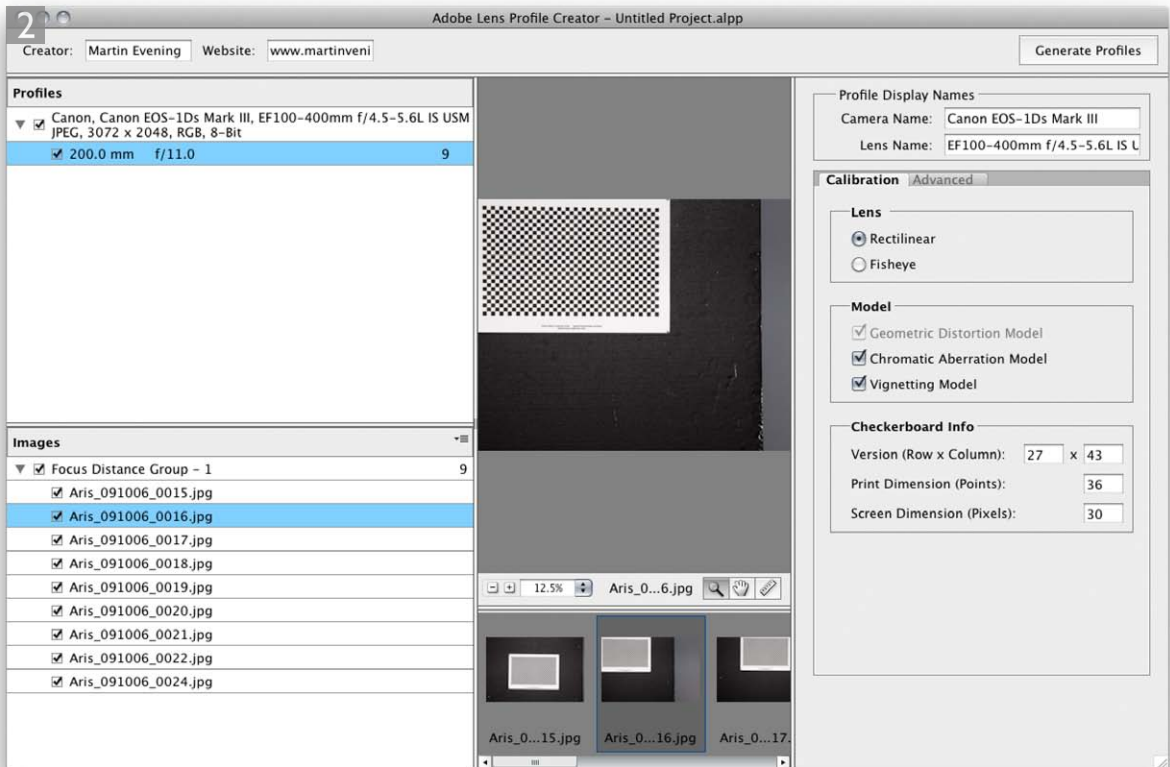 2
Adobe Lens Profile Creator – Untitled Project.alpp
Creator: Martin Evening Website: www.martinveni Generate Profiles
Profiles
Canon, Canon EOS-1Ds Mark III, EF100-400mm f/4.5-5.6L IS USM
JPEG, 3072 x 2048, RGB, 8-Bit
200.0 mm f/11.0 9
Images
Focus Distance Group - 1 9
Aris_091006_0015.jpg
Aris_091006_0016.jpg
Aris_091006_0017.jpg
Aris_091006_0018.jpg
Aris_091006_0019.jpg
Aris_091006_0020.jpg
Aris_091006_0021.jpg
Aris_091006_0022.jpg
Aris_091006_0024.jpg
12.5% Aris_0...6.jpg
Aris_0...15.jpg Aris_0...16.jpg Aris_0...17.
Profile Display Names
Camera Name: Canon EOS-1Ds Mark III
Lens Name: EF100-400mm f/4.5-5.6L IS U
Calibration Advanced
Lens
Rectilinear
Fisheye
Model
Geometric Distortion Model
Chromatic Aberration Model
Vignetting Model
Checkerboard Info
Version (Row x Column): 27 x 43
Print Dimension (Points): 36
Screen Dimension (Pixels): 30